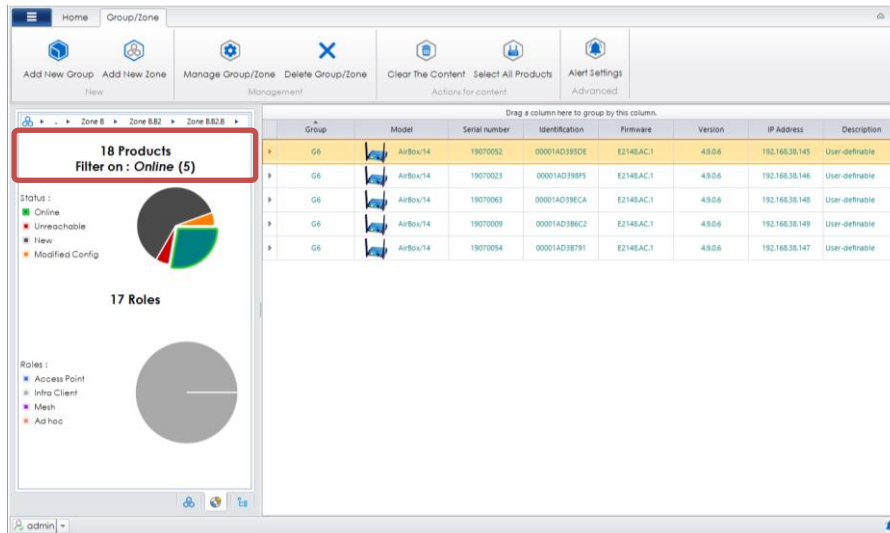 Home Group/Zone
Add New Group Add New Zone Manage Group/Zone Delete Group/Zone Clear The Content Select All Products Alert Settings
New Management Actions for content Advanced
. Zone B Zone B.B2 Zone B.B2.B
Drag a column here to group by this column.
Group Model Serial number Identification Firmware Version IP Address Description
18 Products
Filter on : Online (5)
G6 AirBox/14 19070052 00001AD395DE E2148.AC.1 4.9.0.6 192.168.38.145 User-definable
G6 AirBox/14 19070023 00001AD398F5 E2148.AC.1 4.9.0.6 192.168.38.146 User-definable
G6 AirBox/14 19070063 00001AD39ECA E2148.AC.1 4.9.0.6 192.168.38.148 User-definable
G6 AirBox/14 19070009 00001AD3B6C2 E2148.AC.1 4.9.0.6 192.168.38.149 User-definable
G6 AirBox/14 19070054 00001AD3B791 E2148.AC.1 4.9.0.6 192.168.38.147 User-definable
Status :
Online
Unreachable
New
Modified Config
17 Roles
Roles :
Access Point
Infra Client
Mesh
Ad hoc
admin